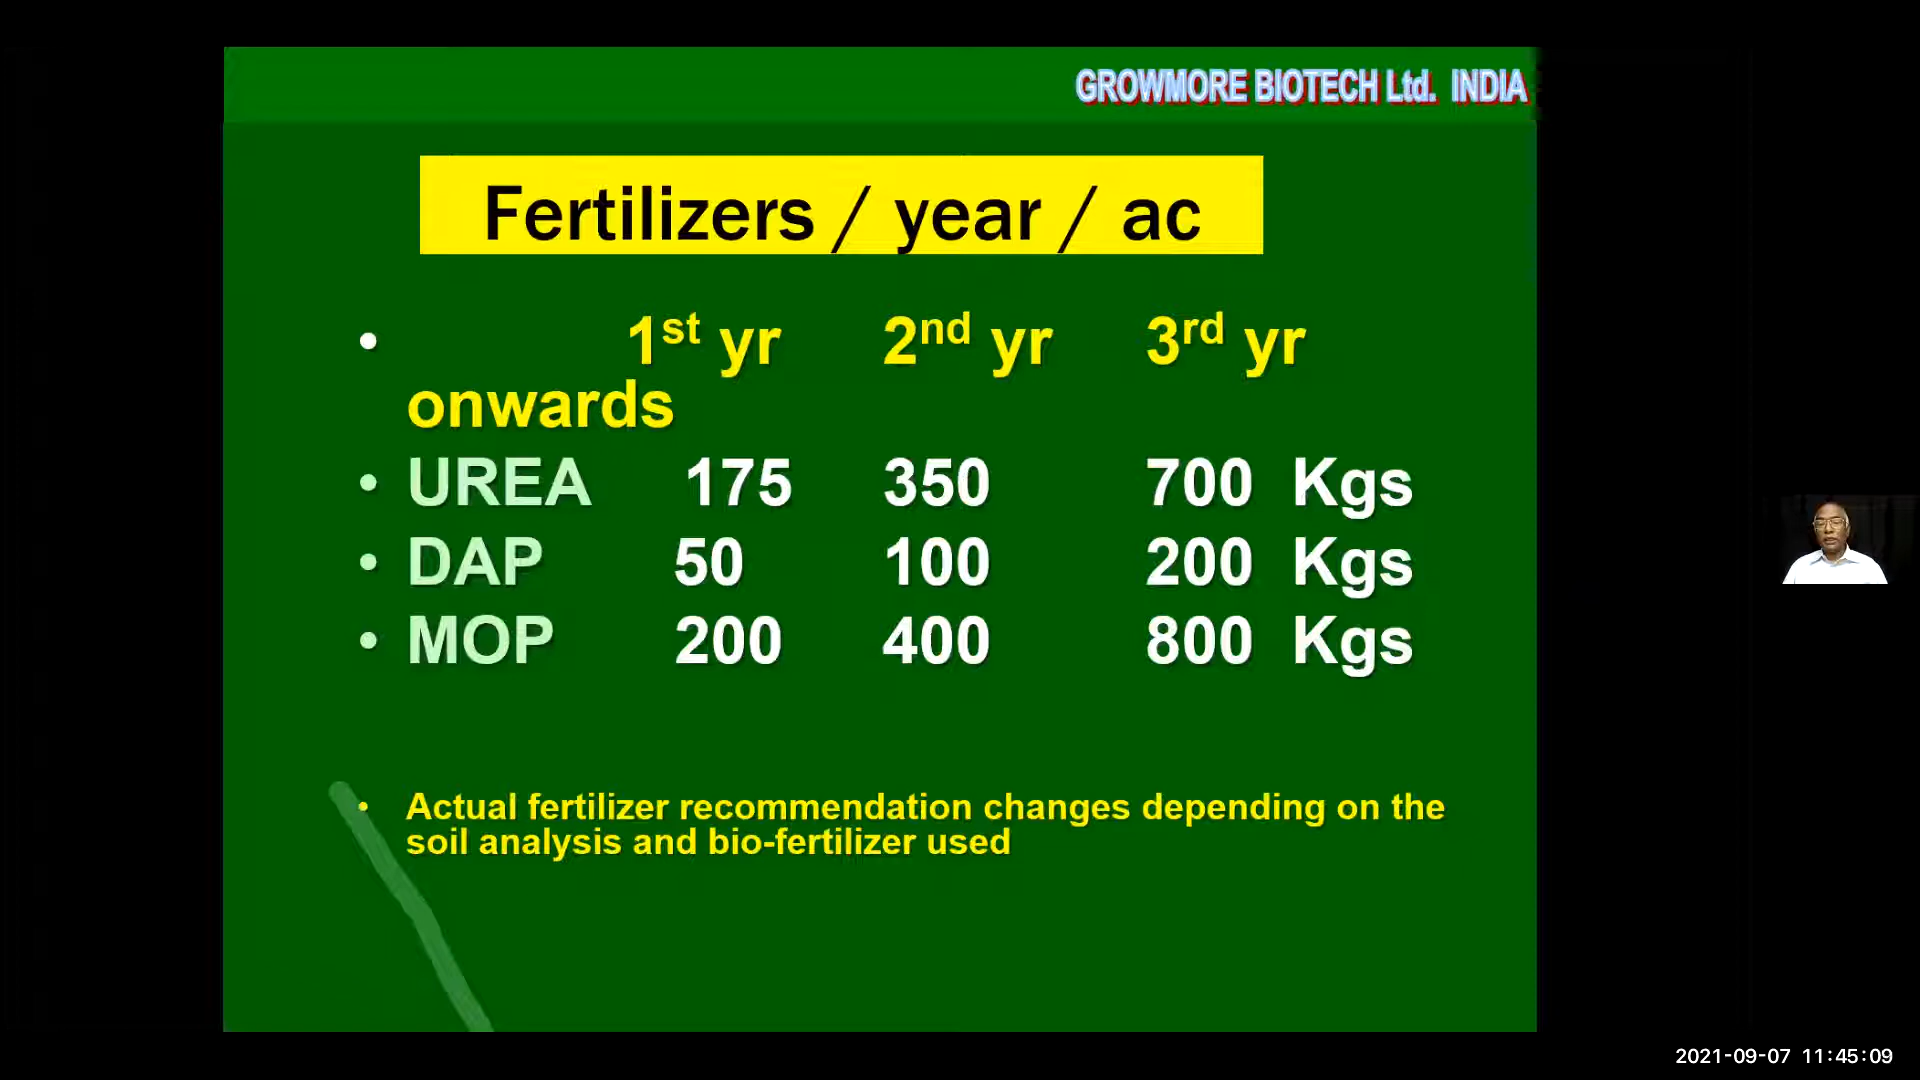 GROWMORE BIOTECH Ltd. INDIA
Fertilizers / year / ac
• 1st yr 2nd yr 3rd yr
onwards
• UREA 175 350 700 Kgs
• DAP 50 100 200 Kgs
• MOP 200 400 800 Kgs
• Actual fertilizer recommendation changes depending on the
soil analysis and bio-fertilizer used
2021-09-07 11:45:09